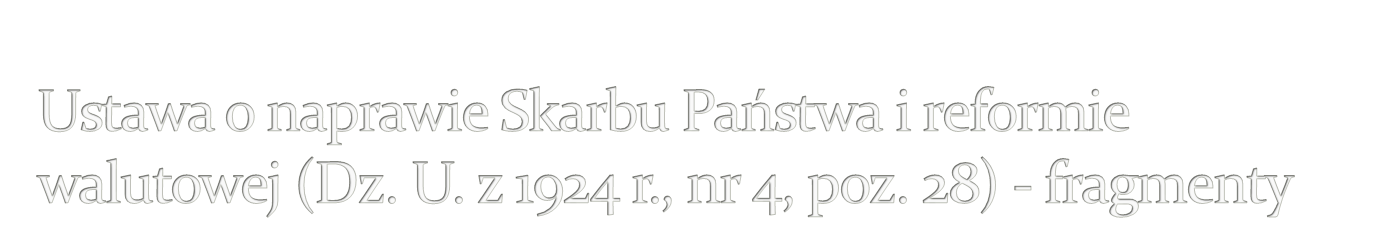 Ustawa o naprawie Skarbu Państwa i reformie
walutowej (Dz. U. z 1924 r., nr 4, poz. 28) - fragmenty